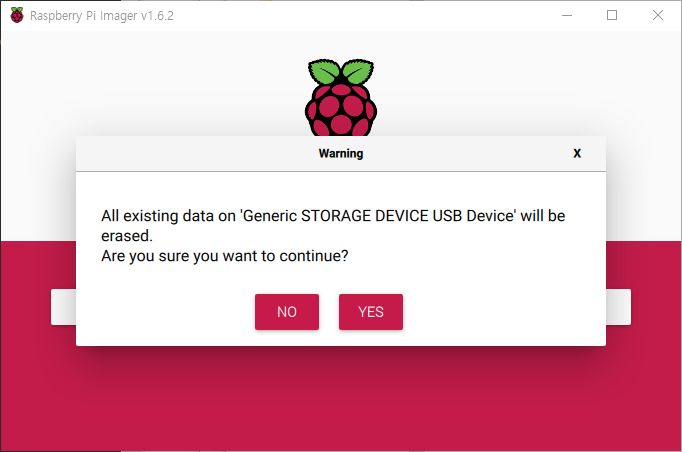 Raspberry Pi Imager v1.6.2
Warning
X
All existing data on 'Generic STORAGE DEVICE USB Device' will be
erased.
Are you sure you want to continue?
NO
YES